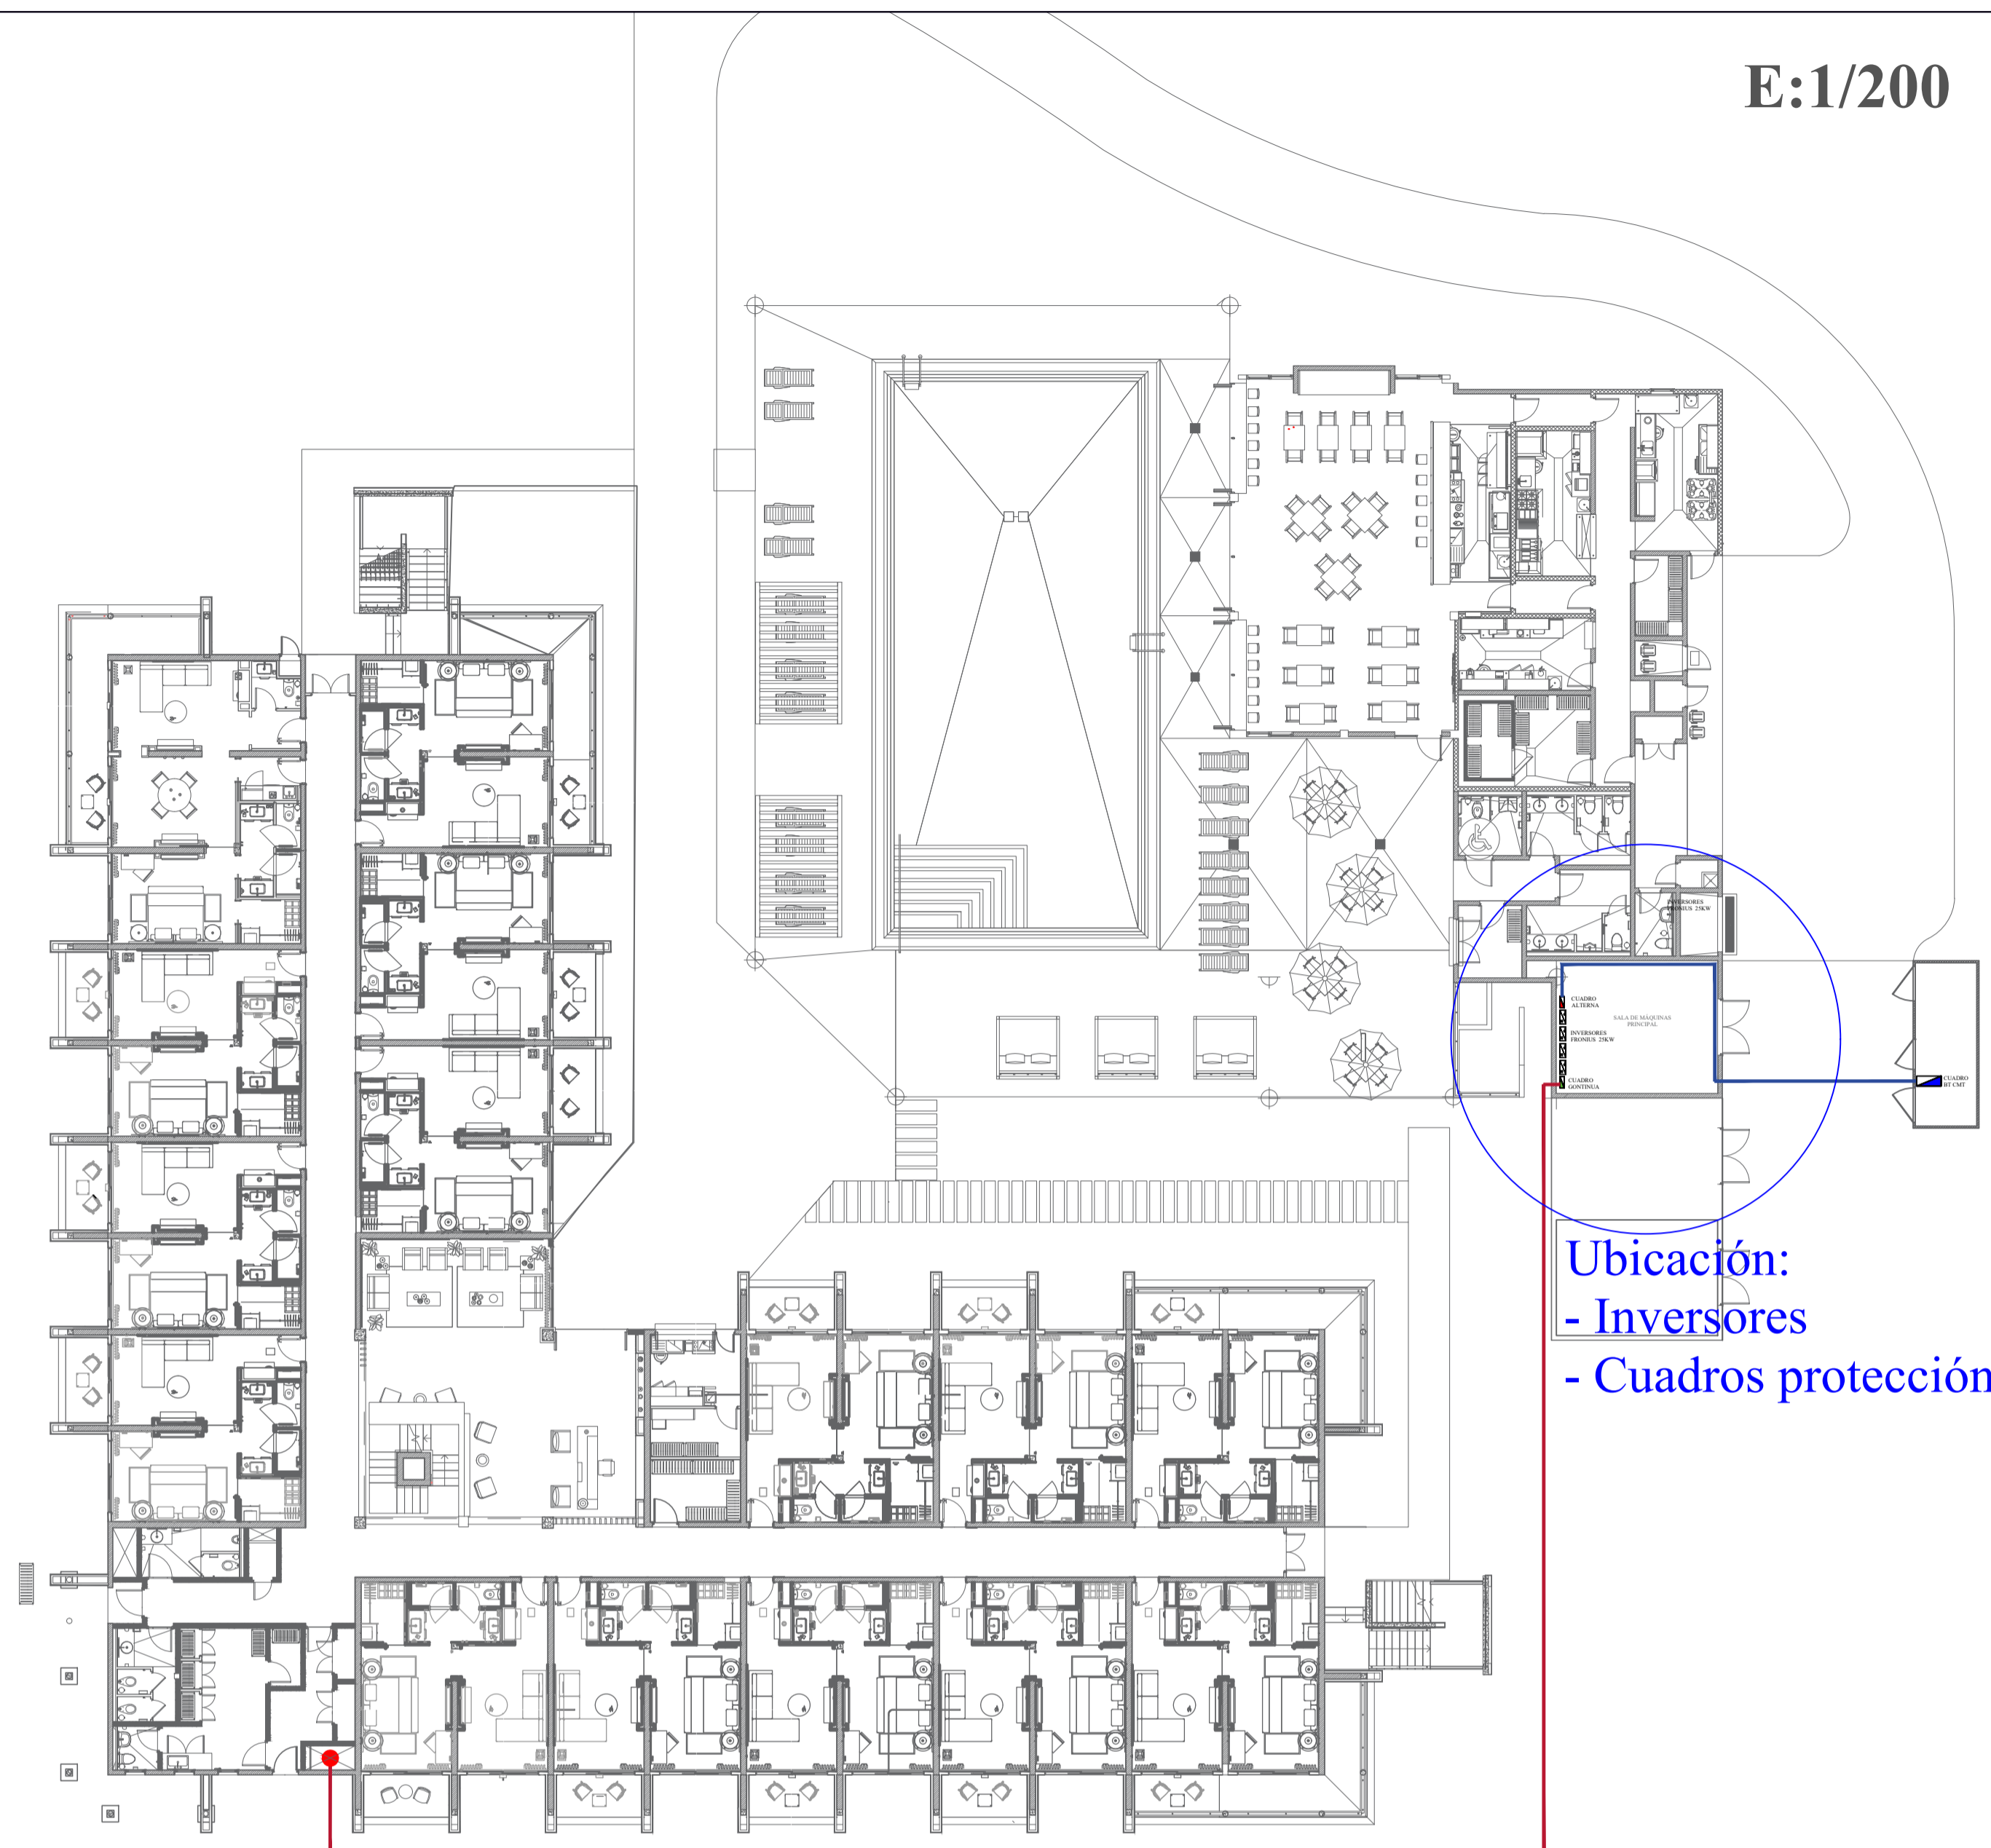 E:1/200
INVERSORES
FRONIUS 25KW
CUADRO
ALTERNA
SALA DE MÁQUINAS
PRINCIPAL
INVERSORES
FRONIUS 25KW
CUADRO
GONTINUA
CUADRO
BT CMT
Ubicación:
- Inversores
- Cuadros protección